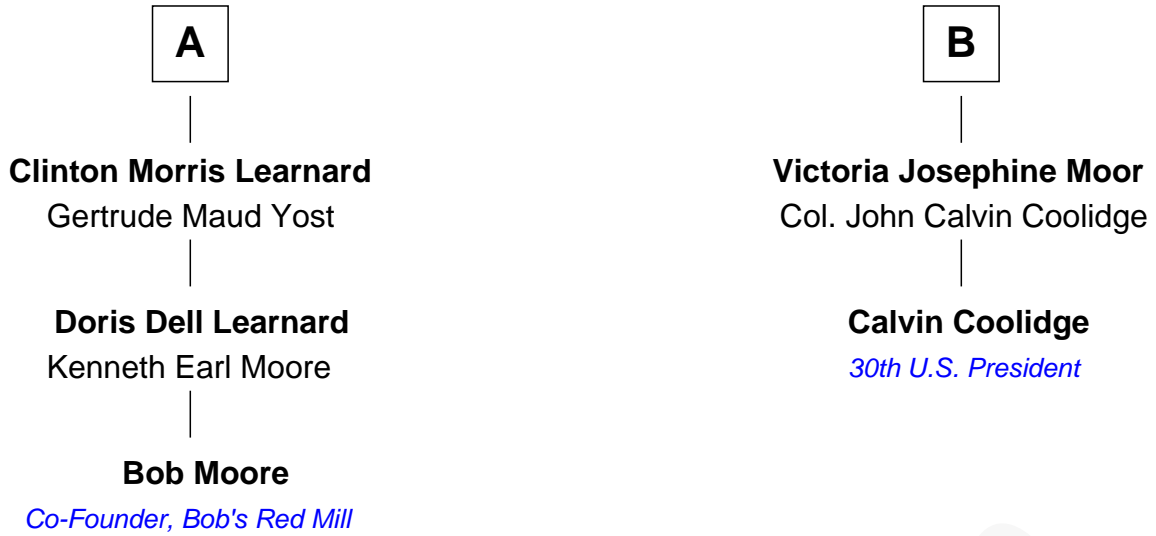 A
B
Clinton Morris Learnard
Gertrude Maud Yost
Victoria Josephine Moor
Col. John Calvin Coolidge
Doris Dell Learnard
Kenneth Earl Moore
Calvin Coolidge
30th U.S. President
Bob Moore
Co-Founder, Bob's Red Mill